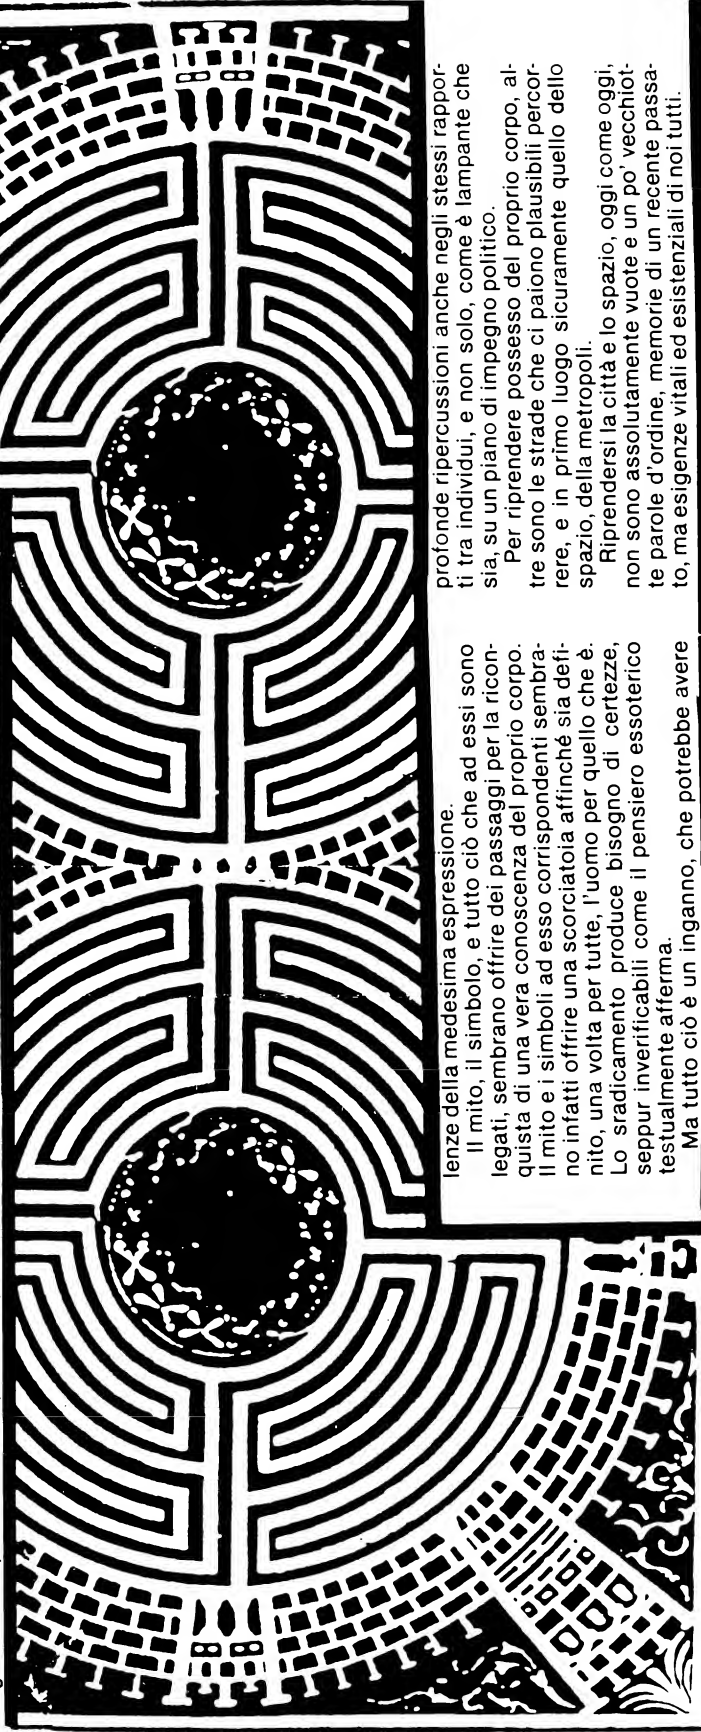 lenze della medesima espressione.
Il mito, il simbolo, e tutto ciò che ad essi sono
legati, sembrano offrire dei passaggi per la ricon-
quista di una vera conoscenza del proprio corpo.
Il mito e i simboli ad esso corrispondenti sembra-
no infatti offrire una scorciatoia affinché sia defi-
nito, una volta per tutte, l'uomo per quello che è.
Lo sradicamento produce bisogno di certezze,
seppur inverificabili come il pensiero essoterico
testualmente afferma.
Ma tutto ciò è un inganno, che potrebbe avere
profonde ripercussioni anche negli stessi rappor-
ti tra individui, e non solo, come è lampante che
sia, su un piano di impegno politico.
Per riprendere possesso del proprio corpo, al-
tre sono le strade che ci paiono plausibili percor-
rere, e in primo luogo sicuramente quello dello
spazio, della metropoli.
Riprendersi la città e lo spazio, oggi come oggi,
non sono assolutamente vuote e un po' vecchiot-
te parole d'ordine, memorie di un recente passa-
to, ma esigenze vitali ed esistenziali di noi tutti.